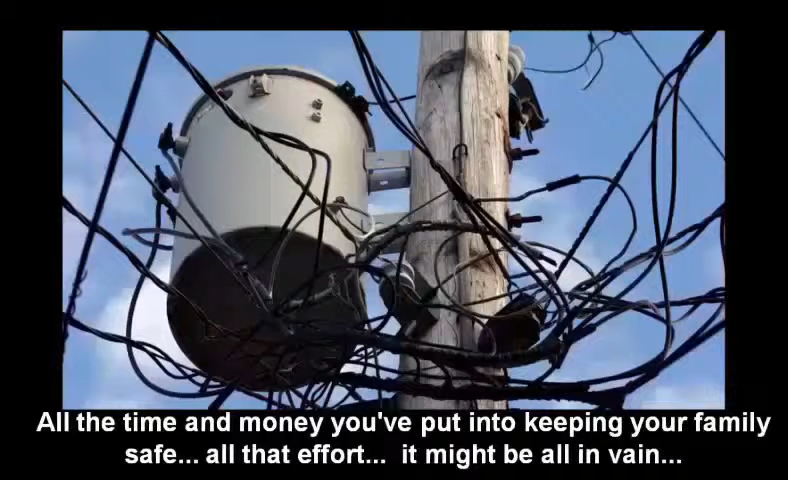 All the time and money you've put into keeping your family
safe... all that effort...  it might be all in vain...